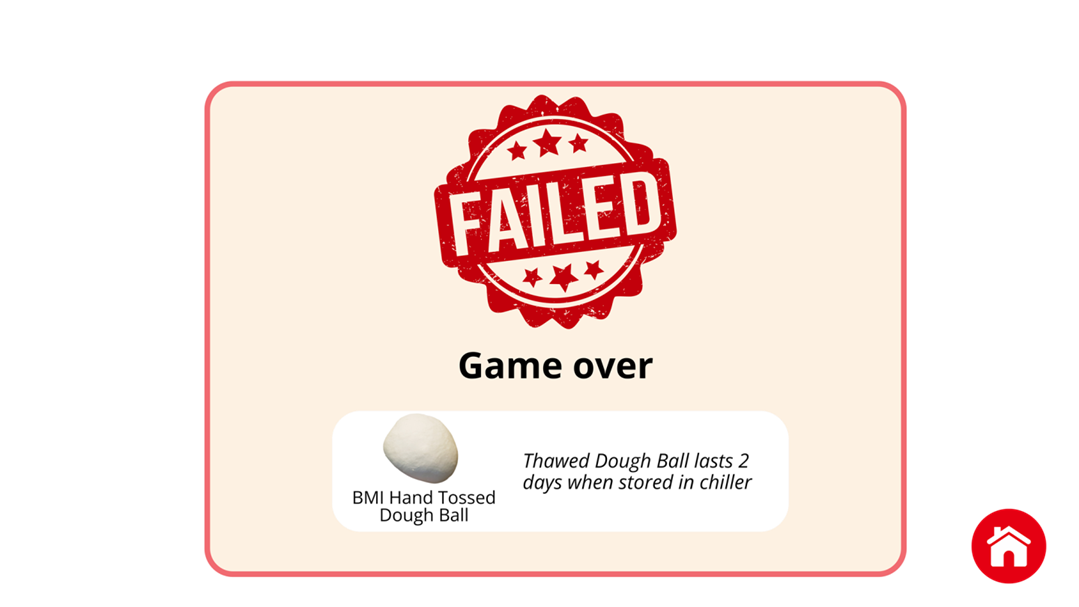 FAILED
Game over
Thawed Dough Ball lasts 2
days when stored in chiller
BMI Hand Tossed
Dough Ball